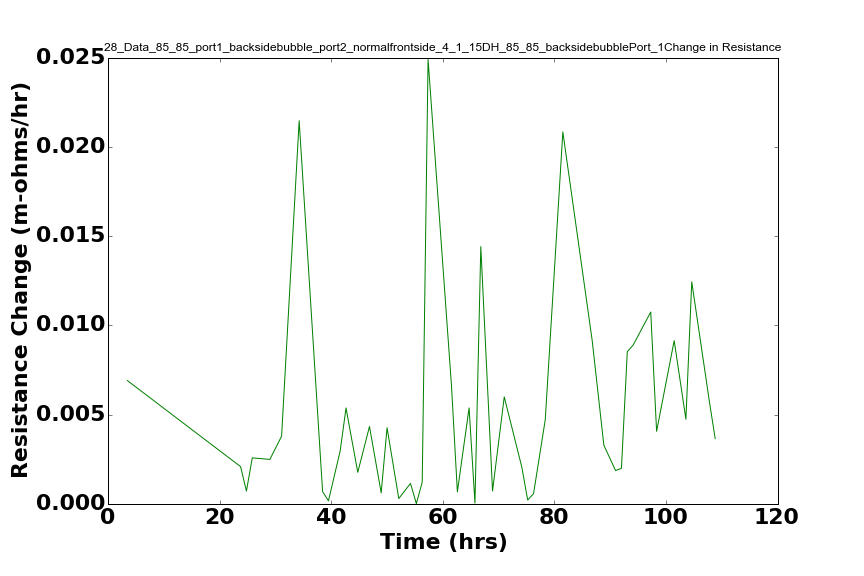 28_Data_85_85_port1_backsidebubble_port2_normalfrontside_4_1_15DH_85_85_backsidebubblePort_1Change in Resistance
0.025
0.020
0.015
0.010
0.005
0.000
Resistance Change (m-ohms/hr)
0 20 40 60 80 100 120
Time (hrs)